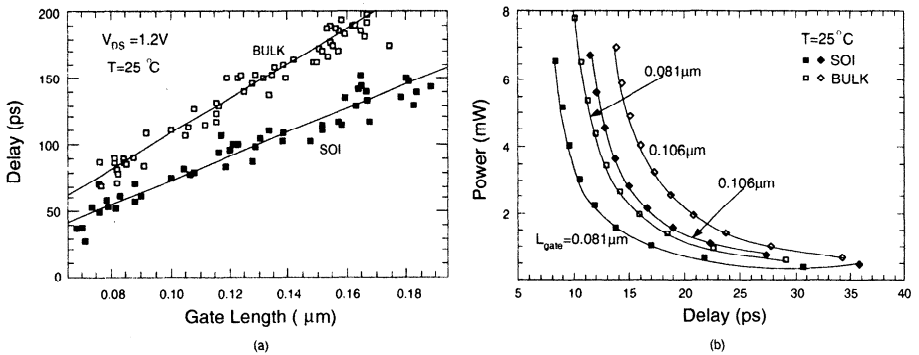 200
150
100
50
0
Delay (ps)
V_DS = 1.2V
T=25 °C
BULK
SOI
0.08 0.10 0.12 0.14 0.16 0.18
Gate Length ( μm)
(a)
8
6
4
2
Power (mW)
T=25°C
SOI
BULK
0.081μm
0.106μm
0.106μm
L_gate=0.081μm
5 10 15 20 25 30 35 40
Delay (ps)
(b)